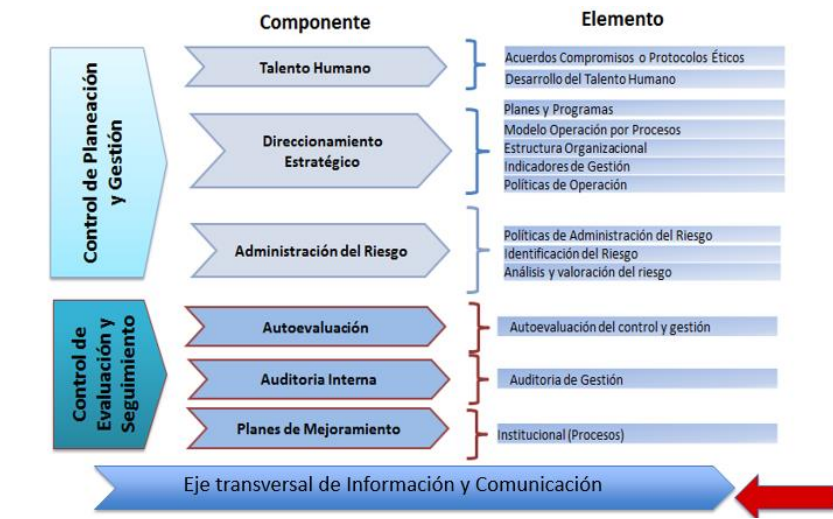 Componente
Elemento
Control de Planeación
y Gestión
Talento Humano
Acuerdos Compromisos o Protocolos Éticos
Desarrollo del Talento Humano
Direccionamiento
Estratégico
Planes y Programas
Modelo Operación por Procesos
Estructura Organizacional
Indicadores de Gestión
Políticas de Operación
Administración del Riesgo
Políticas de Administración del Riesgo
Identificación del Riesgo
Análisis y valoración del riesgo
Control de
Evaluación y
Seguimiento
Autoevaluación
Autoevaluación del control y gestión
Auditoria Interna
Auditoria de Gestión
Planes de Mejoramiento
Institucional (Procesos)
Eje transversal de Información y Comunicación